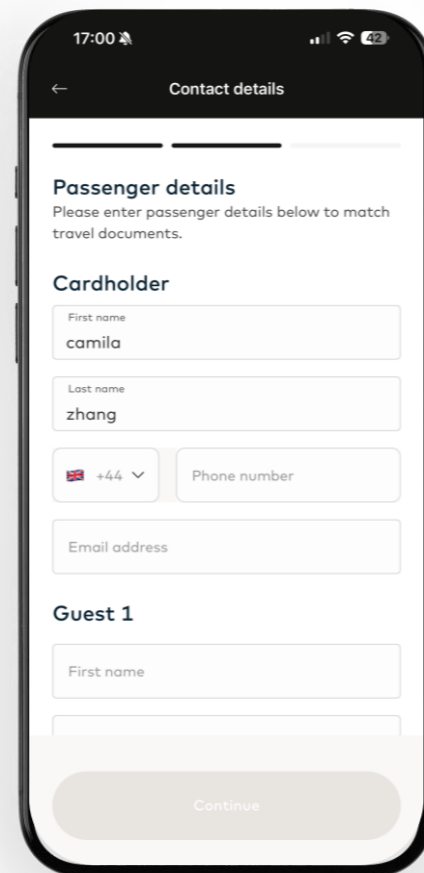 17:00
42
Contact details
Passenger details
Please enter passenger details below to match
travel documents.
Cardholder
First name
camila
Last name
zhang
+44
Phone number
Email address
Guest 1
First name
Continue